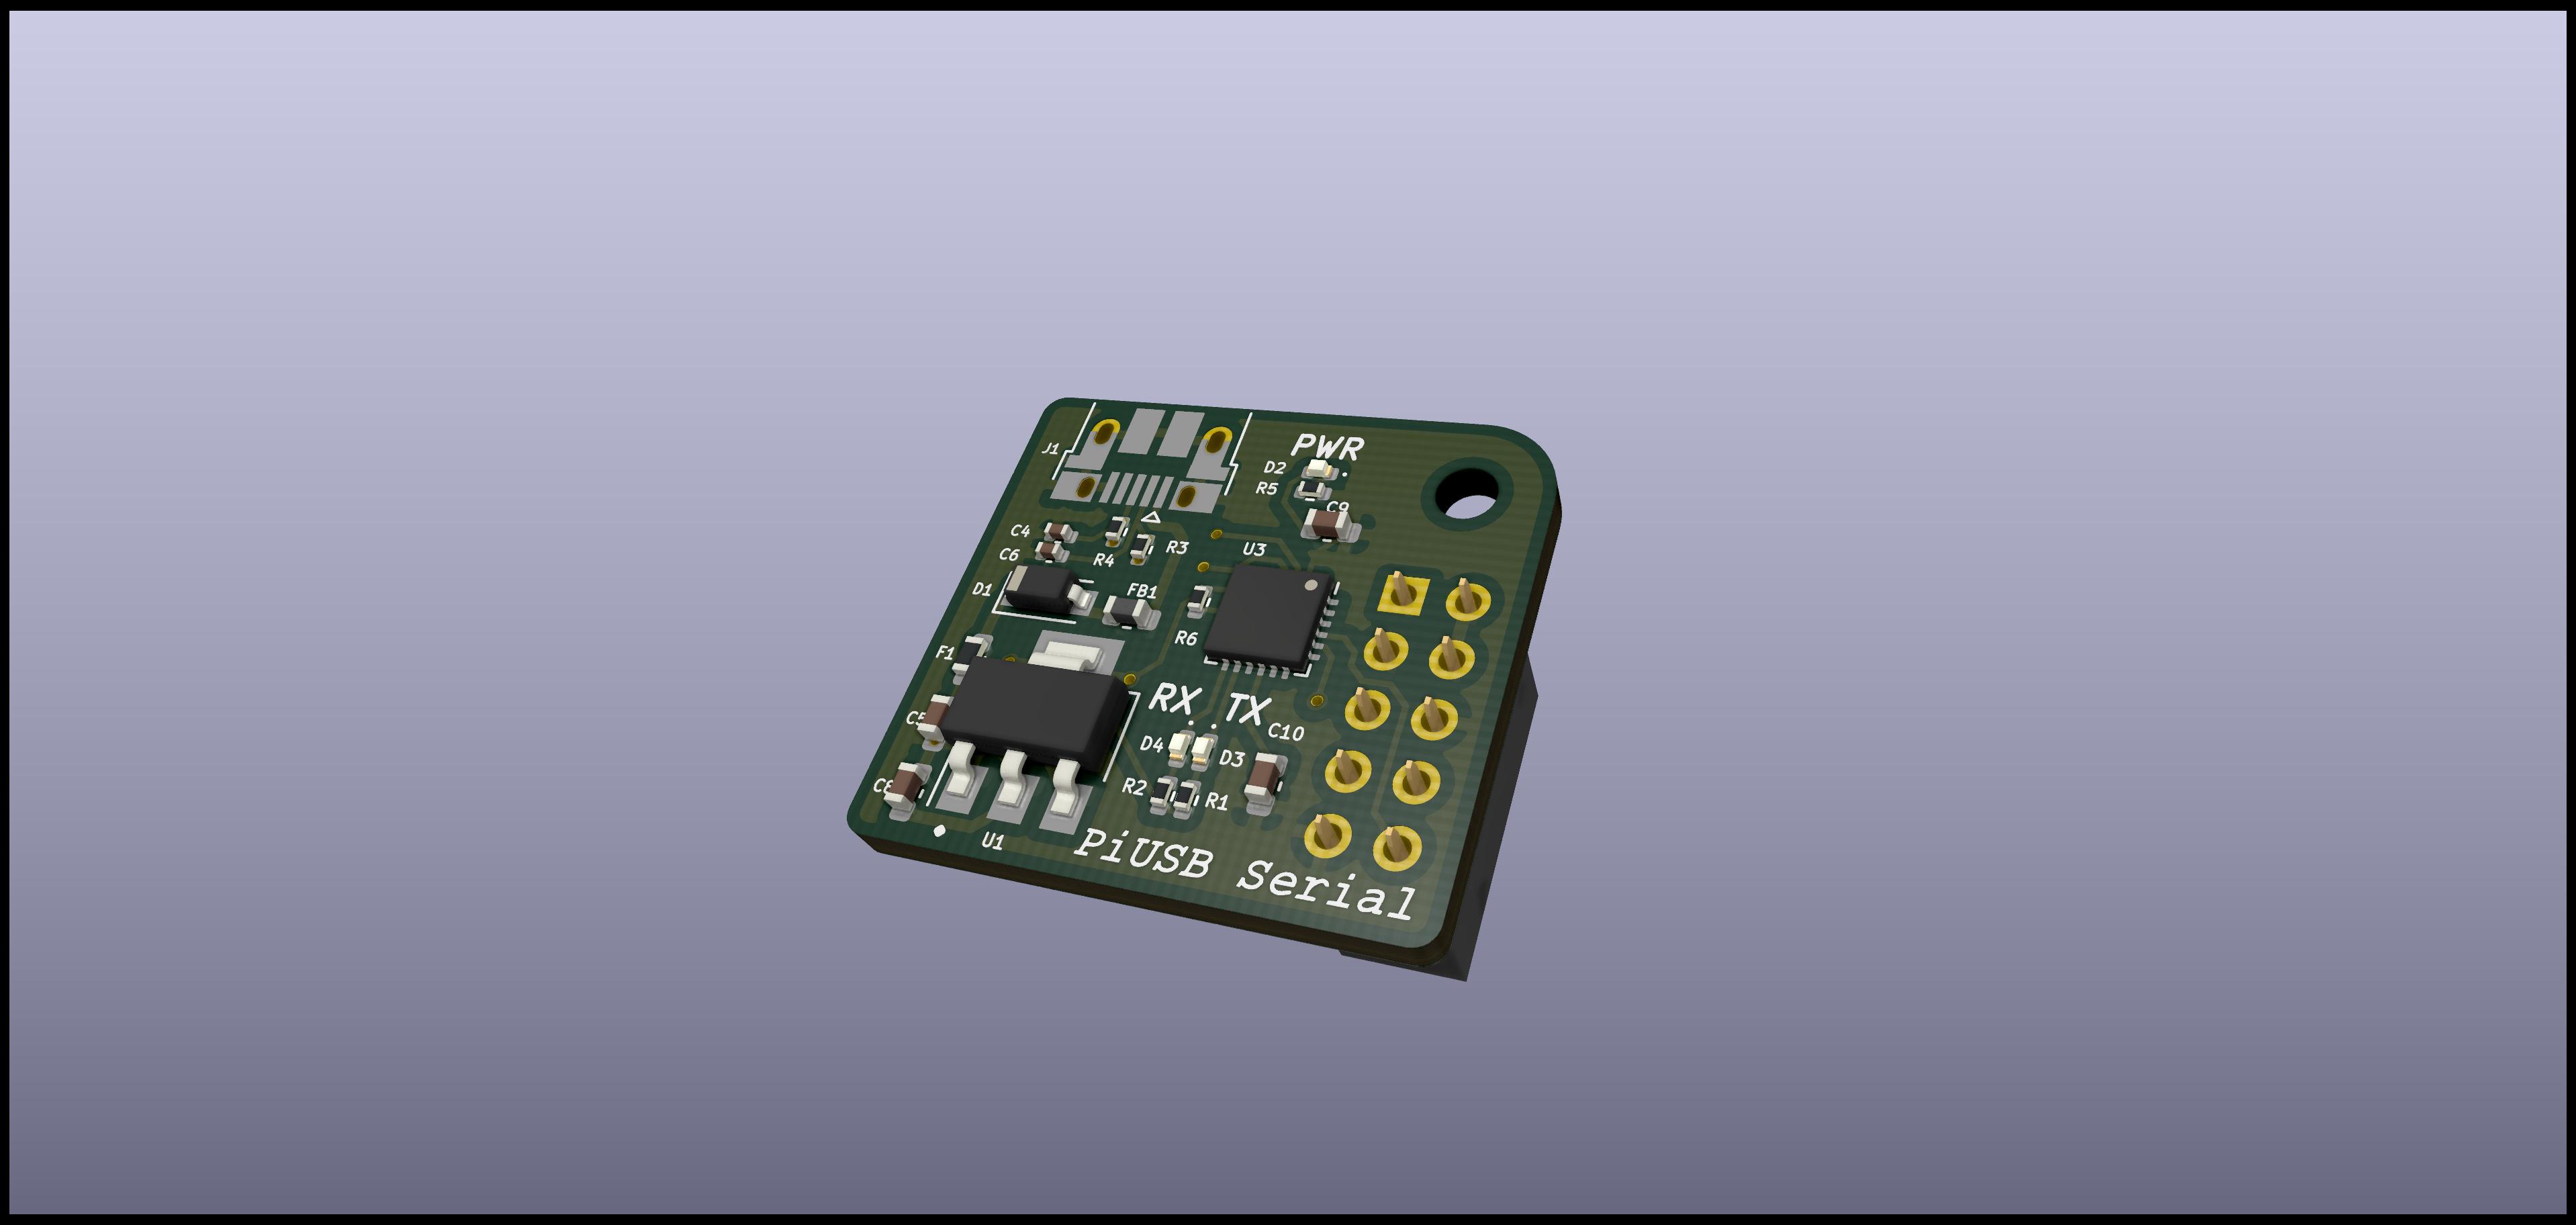 J1
PWR
D2
R5
C9
C4
C6
R4
R3
U3
D1
FB1
R6
F1
RX TX
C5
C10
D4
D3
R2
R1
U1
PiUSB Serial